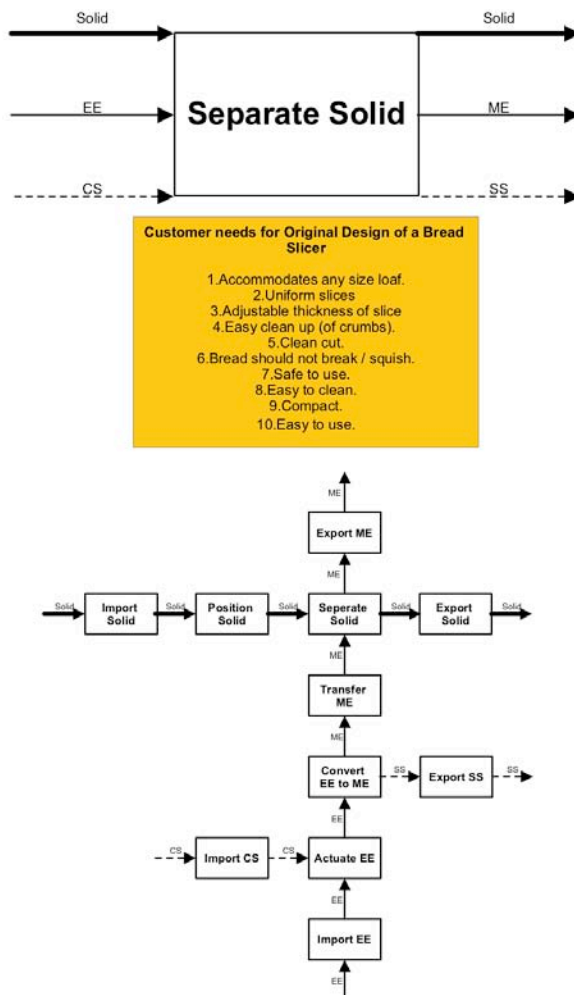 Solid Solid
EE ME
Separate Solid
CS SS
Customer needs for Original Design of a Bread
Slicer
1.Accommodates any size loaf.
2.Uniform slices
3.Adjustable thickness of slice
4.Easy clean up (of crumbs).
5.Clean cut.
6.Bread should not break / squish.
7.Safe to use.
8.Easy to clean.
9.Compact.
10.Easy to use.
ME
Export ME
ME
Solid Import Solid Solid Position Solid Solid Seperate Solid Solid Export Solid Solid
ME
Transfer
ME
ME
Convert
EE to ME
SS Export SS SS
EE
CS Import CS CS Actuate EE
EE
Import EE
EE